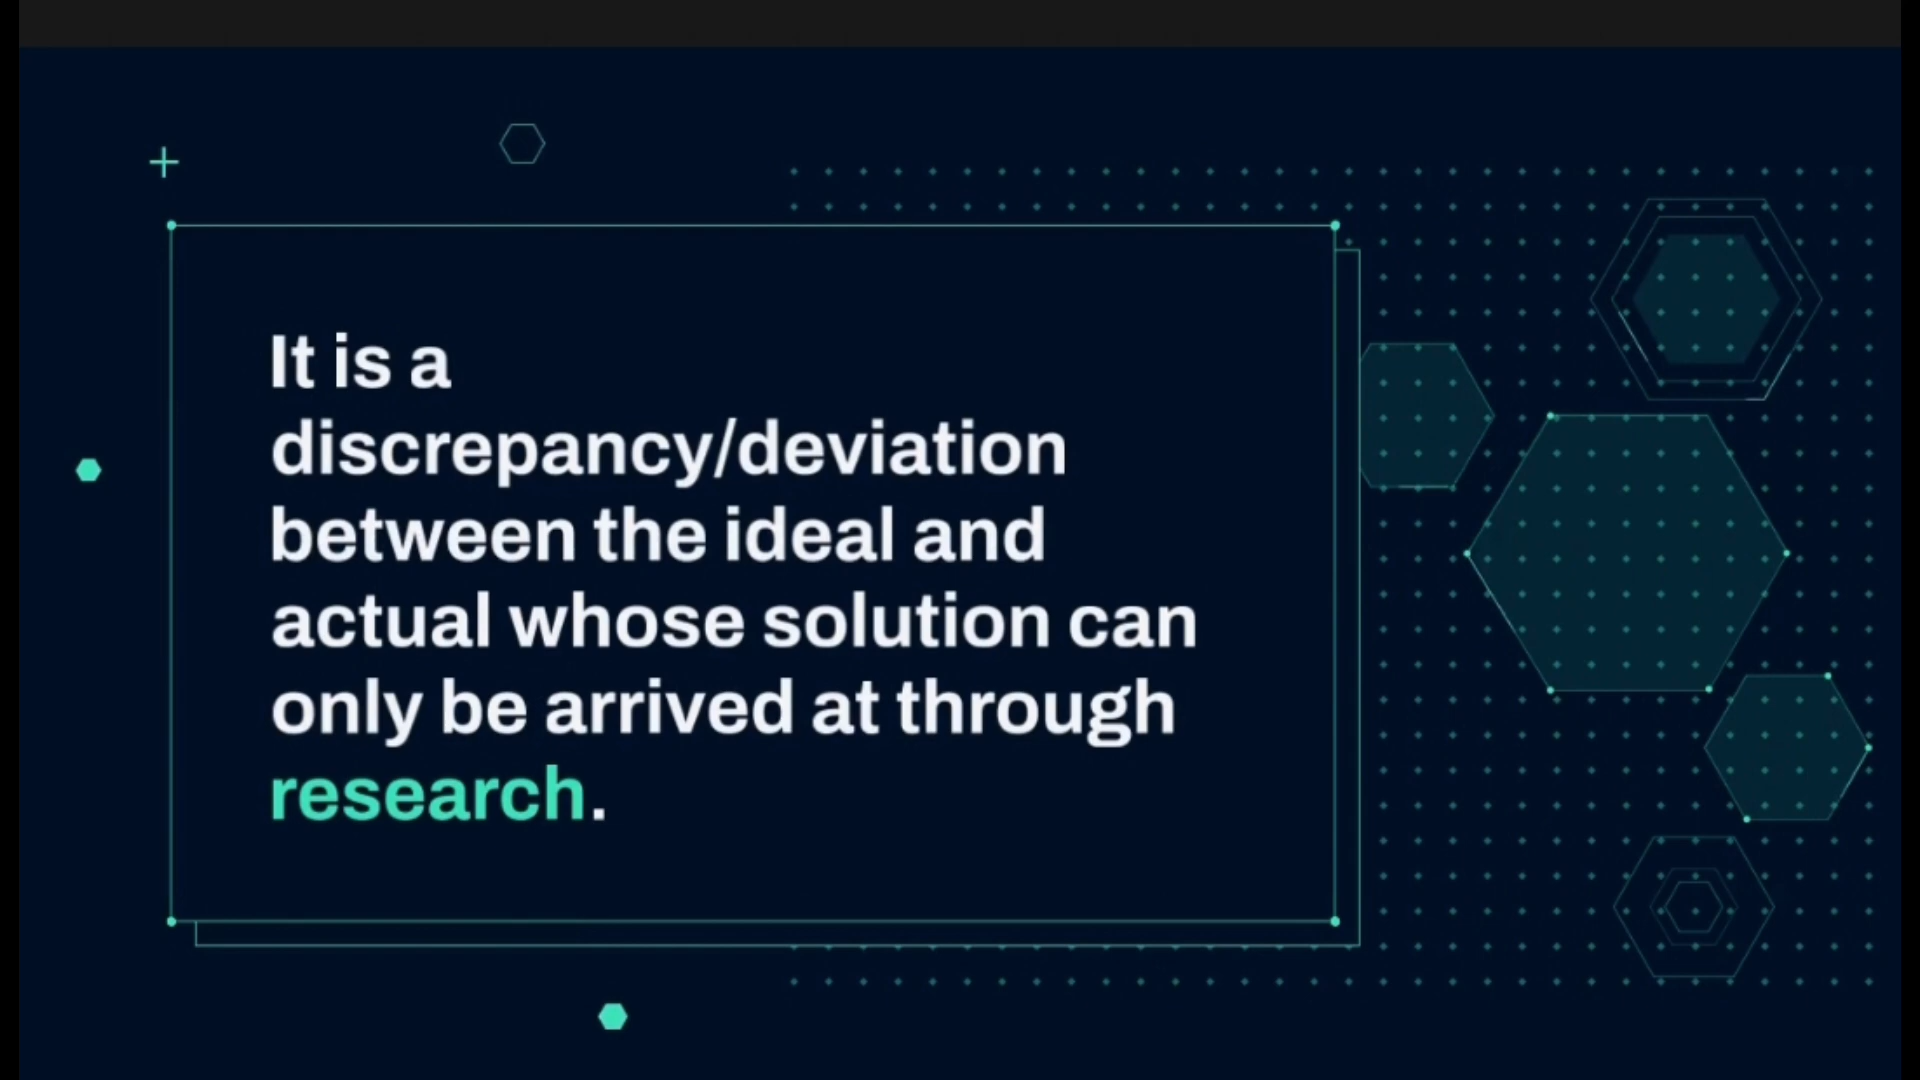 It is a
discrepancy/deviation
between the ideal and
actual whose solution can
only be arrived at through
research.